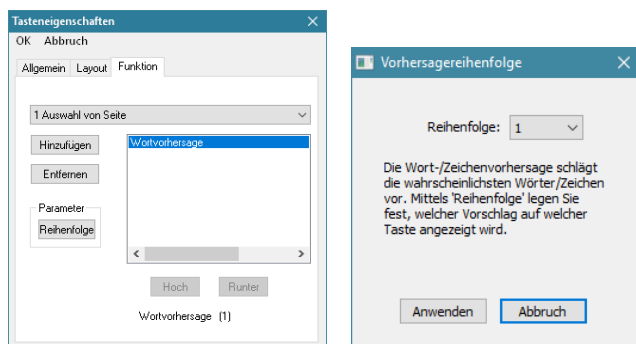 Tasteneigenschaften
OK Abbruch
Allgemein Layout Funktion
1 Auswahl von Seite
Hinzufügen
Wortvorhersage
Entfernen
Parameter
Reihenfolge
Hoch Runter
Wortvorhersage (1)
Vorhersagereihenfolge
Reihenfolge: 1
Die Wort-/Zeichenvorhersage schlägt
die wahrscheinlichsten Wörter/Zeichen
vor. Mittels 'Reihenfolge' legen Sie
fest, welcher Vorschlag auf welcher
Taste angezeigt wird.
Anwenden Abbruch